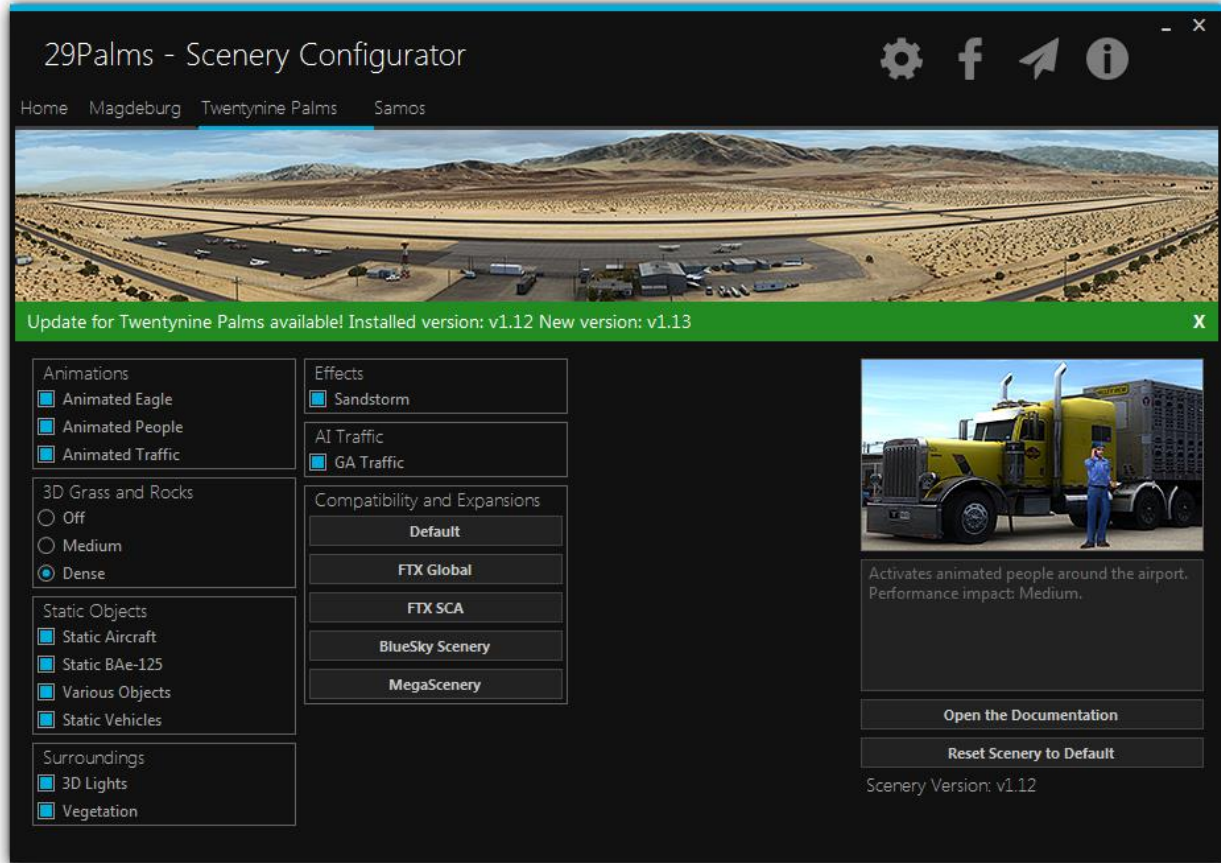 29Palms - Scenery Configurator
Home Magdeburg Twentynine Palms Samos
Update for Twentynine Palms available! Installed version: v1.12 New version: v1.13 X
Animations
Animated Eagle
Animated People
Animated Traffic
3D Grass and Rocks
Off
Medium
Dense
Static Objects
Static Aircraft
Static BAe-125
Various Objects
Static Vehicles
Surroundings
3D Lights
Vegetation
Effects
Sandstorm
AI Traffic
GA Traffic
Compatibility and Expansions
Default
FTX Global
FTX SCA
BlueSky Scenery
MegaScenery
Activates animated people around the airport.
Performance impact: Medium.
Open the Documentation
Reset Scenery to Default
Scenery Version: v1.12